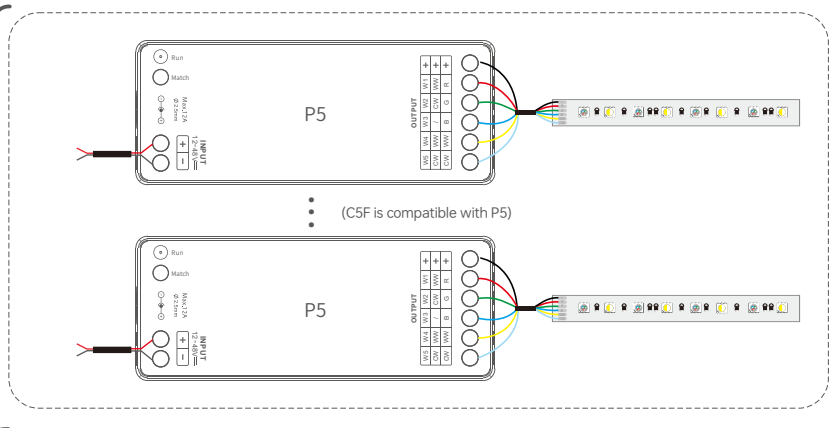 Run
Match
Max.12A
Ø 2.5mm
+
−
INPUT
12-48V
P5
OUTPUT
+ + +
W1 WW R
W2 CW G
W3 / B
W4 WW WW
W5 CW CW
(C5F is compatible with P5)
Run
Match
Max.12A
Ø 2.5mm
+
−
INPUT
12-48V
P5
OUTPUT
+ + +
W1 WW R
W2 CW G
W3 / B
W4 WW WW
W5 CW CW